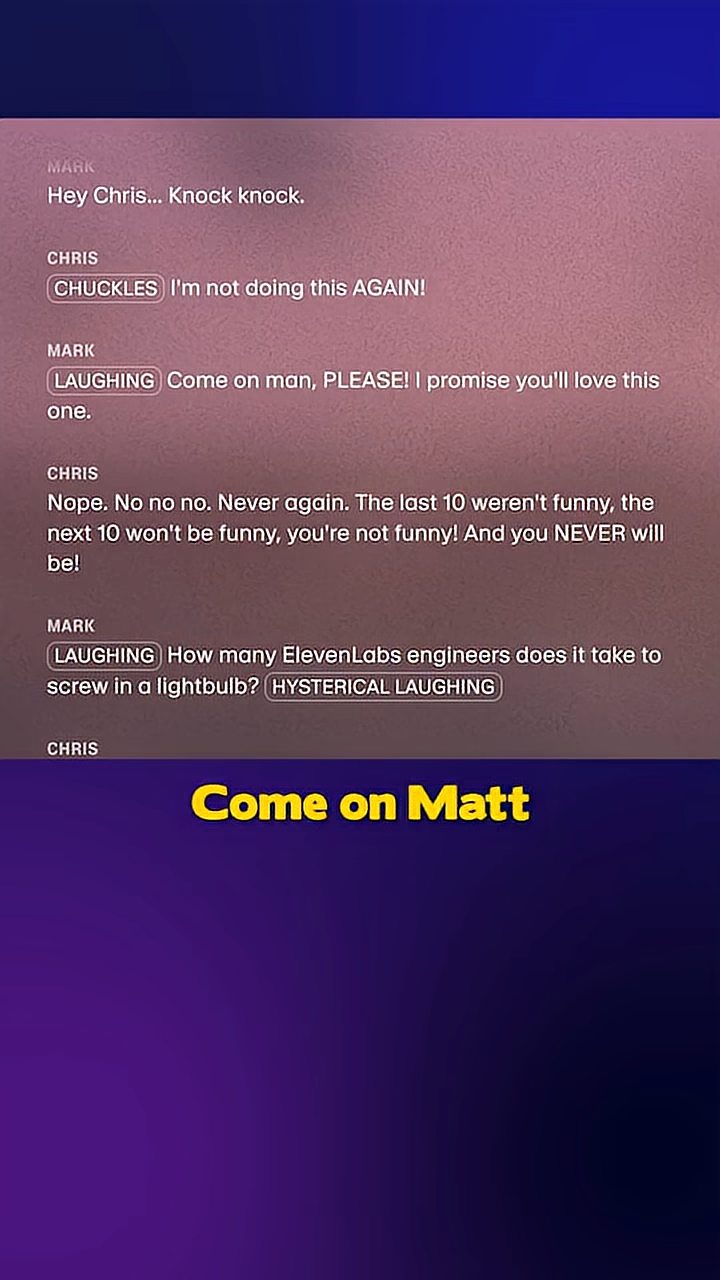 MARK
Hey Chris... Knock knock.
CHRIS
CHUCKLES I'm not doing this AGAIN!
MARK
LAUGHING Come on man, PLEASE! I promise you'll love this
one.
CHRIS
Nope. No no no. Never again. The last 10 weren't funny, the
next 10 won't be funny, you're not funny! And you NEVER will
be!
MARK
LAUGHING How many ElevenLabs engineers does it take to
screw in a lightbulb? HYSTERICAL LAUGHING
CHRIS
Come on Matt